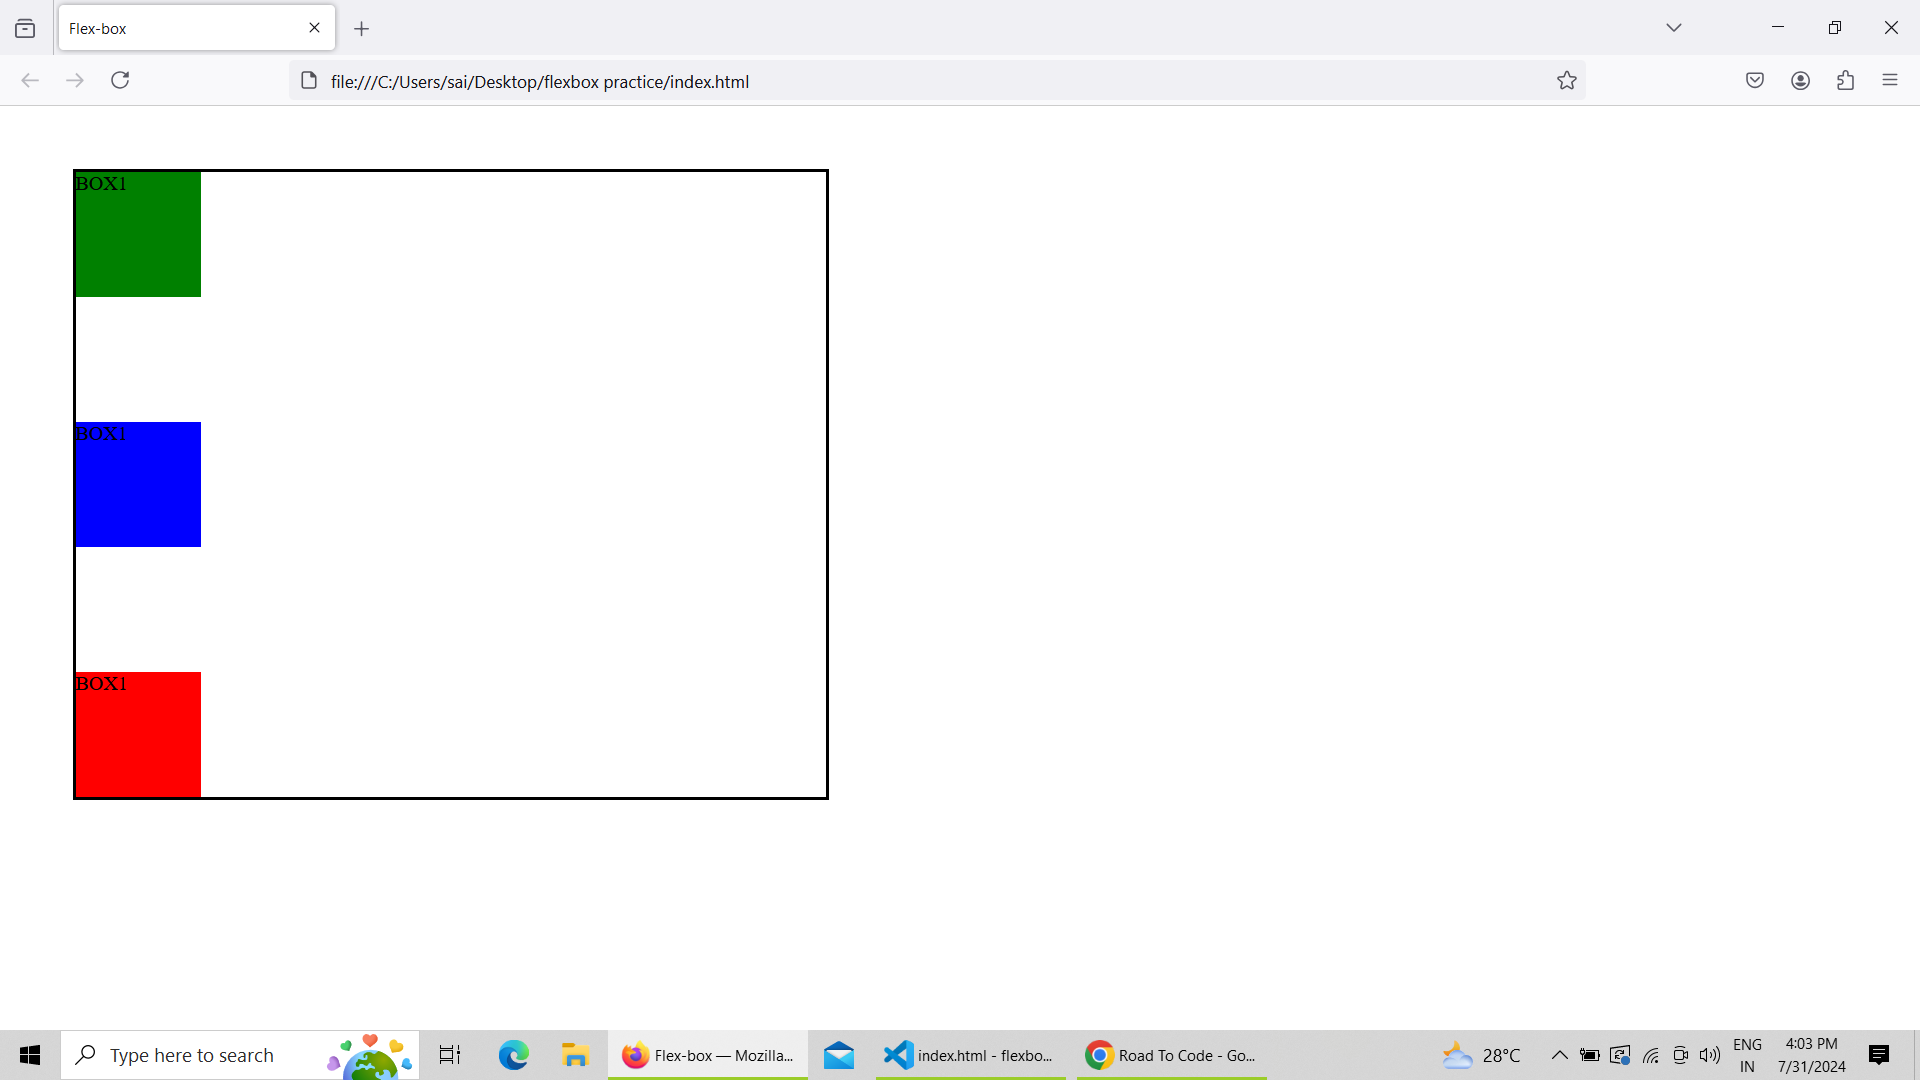 Flex-box
file:///C:/Users/sai/Desktop/flexbox practice/index.html
BOX1
BOX1
BOX1
Type here to search
Flex-box — Mozilla...
index.html - flexbo...
Road To Code - Go...
28°C
ENG
IN
4:03 PM
7/31/2024